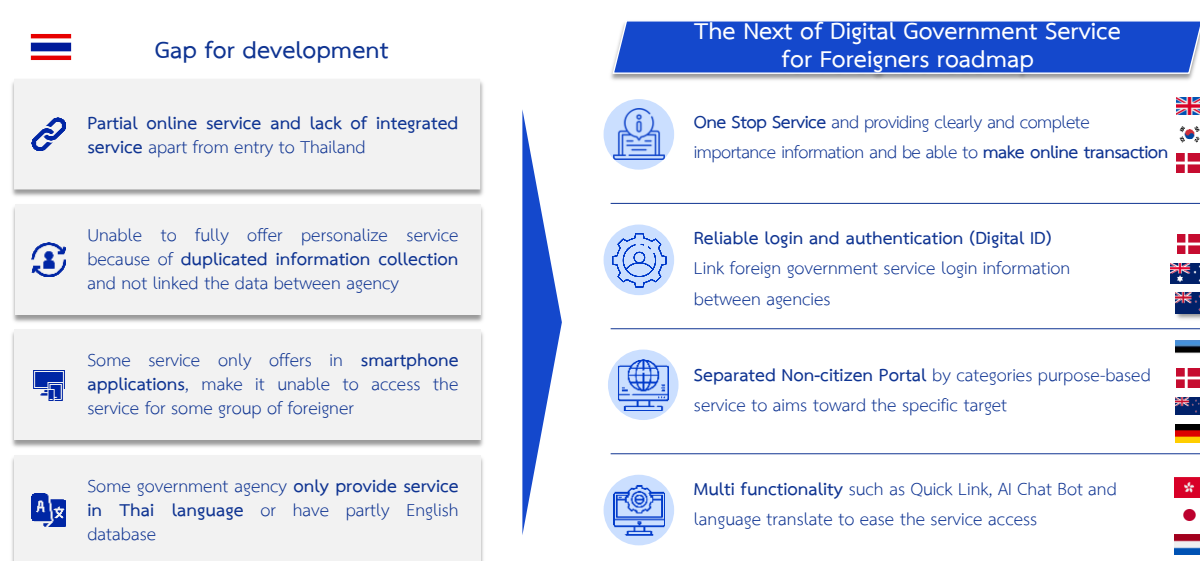 Gap for development
Partial online service and lack of integrated
service apart from entry to Thailand
Unable to fully offer personalize service
because of duplicated information collection
and not linked the data between agency
Some service only offers in smartphone
applications, make it unable to access the
service for some group of foreigner
A
Some government agency only provide service
in Thai language or have partly English
database
The Next of Digital Government Service
for Foreigners roadmap
One Stop Service and providing clearly and complete
importance information and be able to make online transaction
Reliable login and authentication (Digital ID)
Link foreign government service login information
between agencies
Separated Non-citizen Portal by categories purpose-based
service to aims toward the specific target
Multi functionality such as Quick Link, AI Chat Bot and
language translate to ease the service access